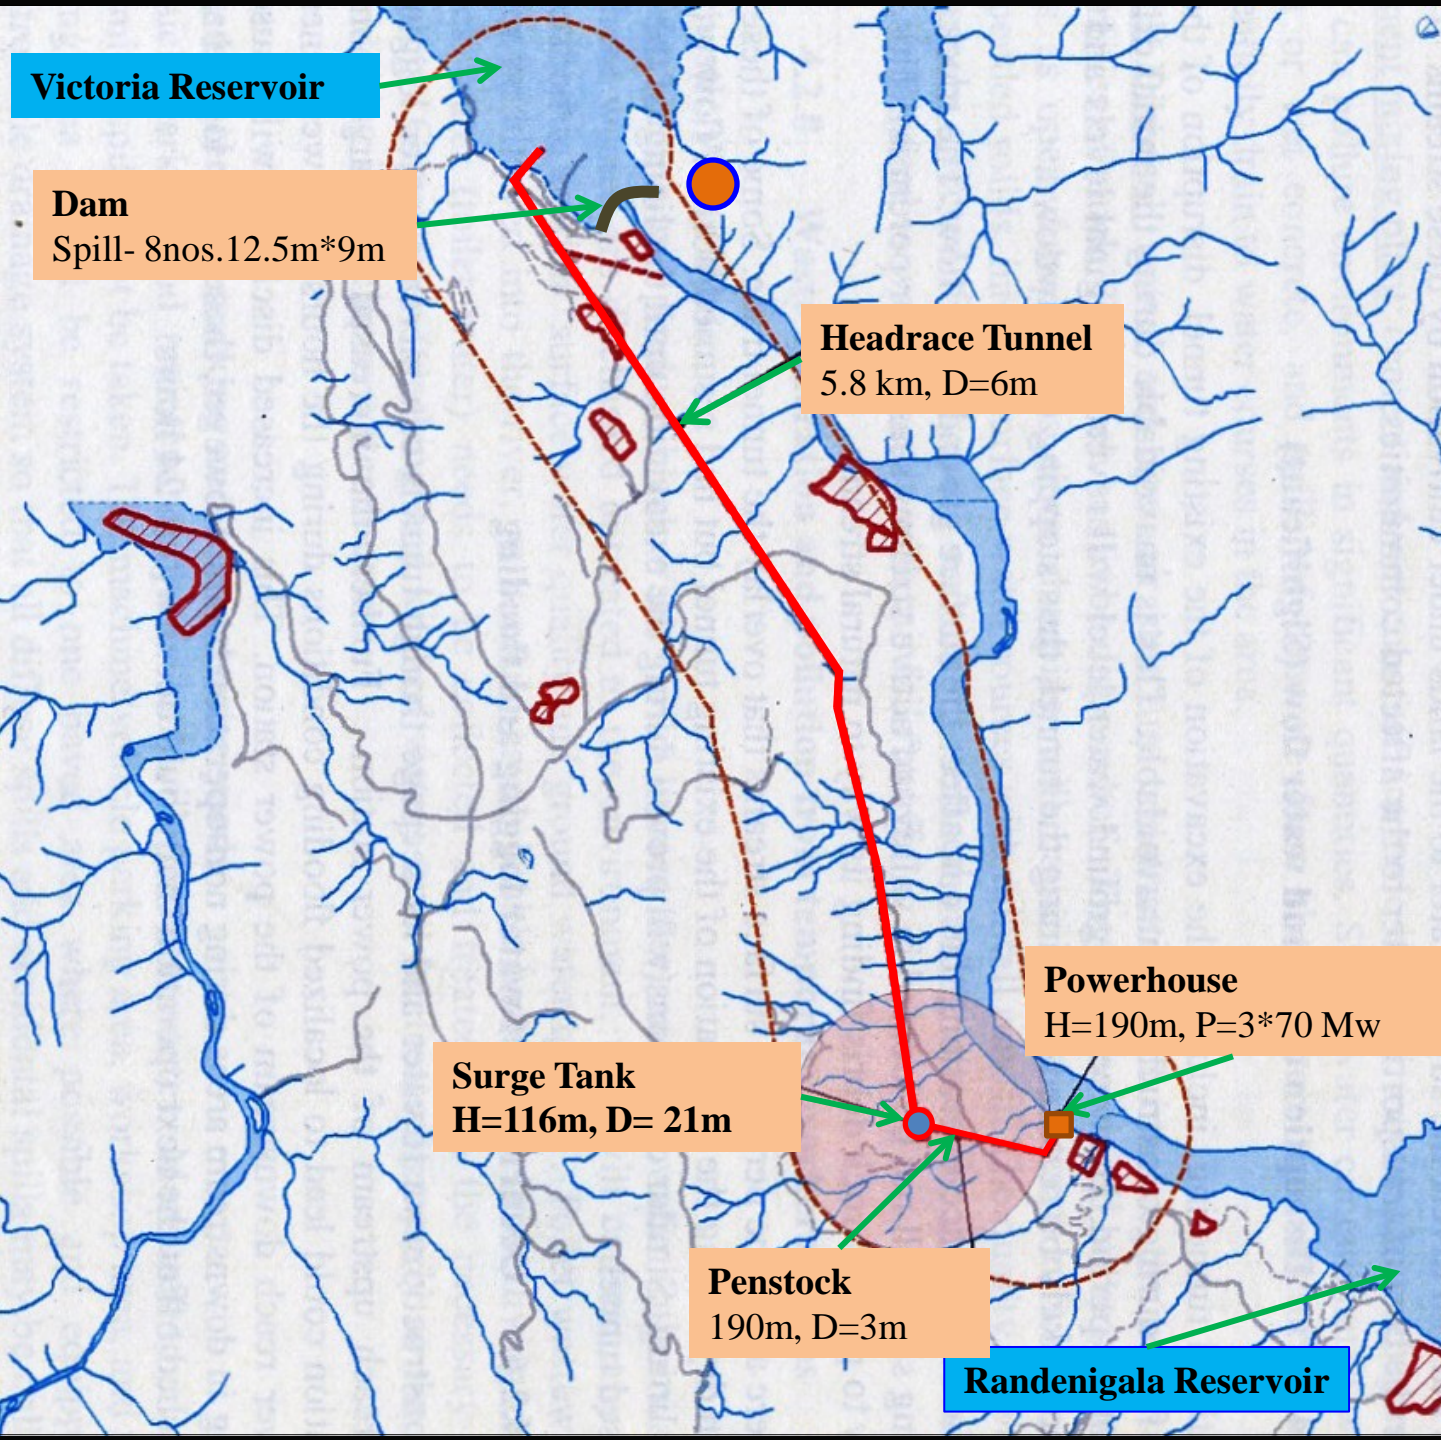 Victoria Reservoir
Dam
Spill- 8nos.12.5m*9m
Headrace Tunnel
5.8 km, D=6m
Powerhouse
H=190m, P=3*70 Mw
Surge Tank
H=116m, D= 21m
Penstock
190m, D=3m
Randenigala Reservoir